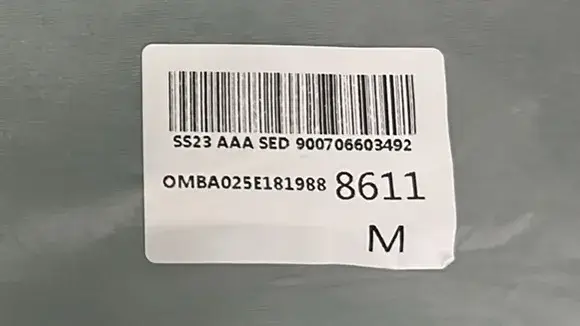 SS23 AAA SED 900706603492
OMBA025E181988 8611
M